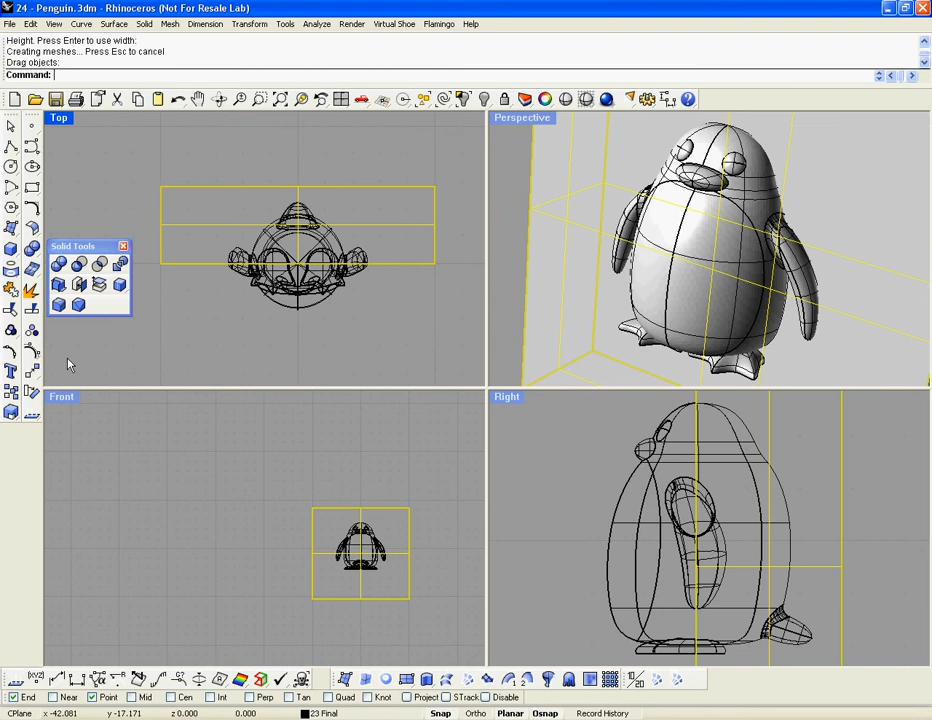 24 - Penguin.3dm - Rhinoceros (Not For Resale Lab)
File Edit View Curve Surface Solid Mesh Dimension Transform Tools Analyze Render Virtual Shoe Flamingo Help
Height. Press Enter to use width:
Creating meshes... Press Esc to cancel
Drag objects:
Command:
Top
Perspective
Solid Tools
Front
Right
End Near Point Mid Cen Int Perp Tan Quad Knot Project STrack Disable
CPlane x -42.081 y -17.171 z 0.000 0.000 23 Final Snap Ortho Planar Osnap Record History